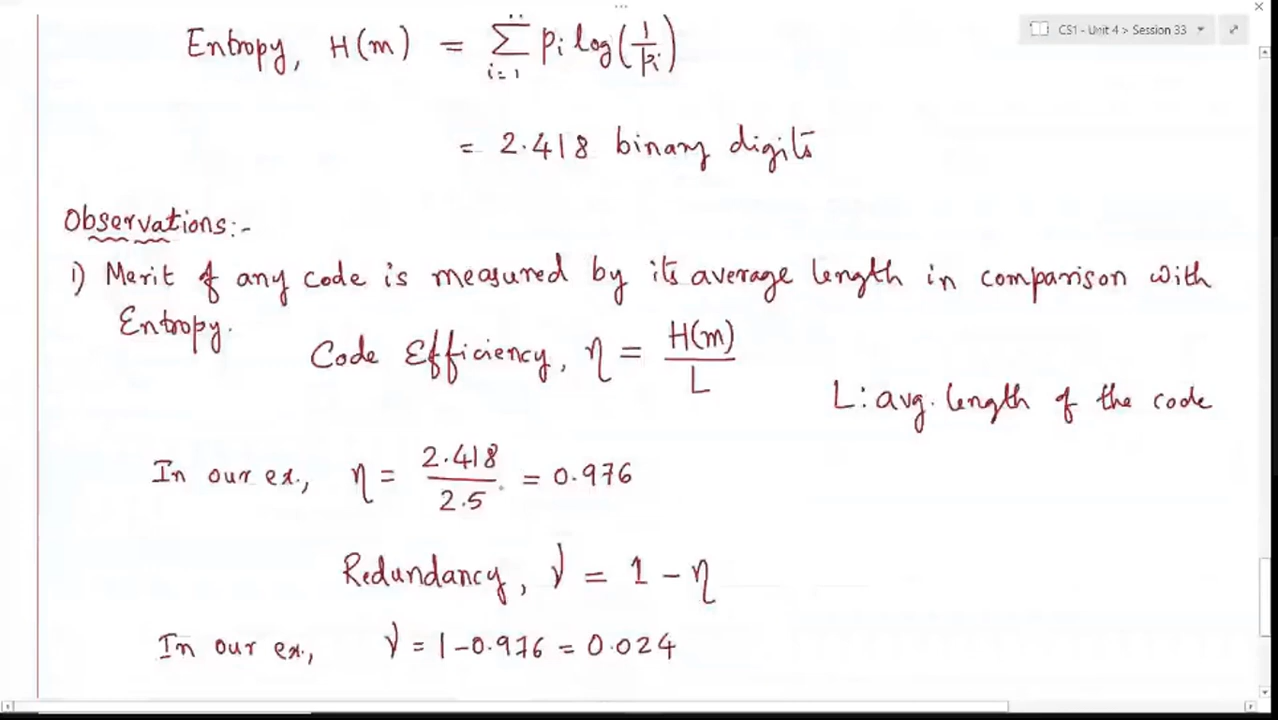 CS1 - Unit 4 > Session 33
Entropy, H(m) = ∑ i=1 pi log(1/pi)
= 2.418 binary digits
Observations:-
1) Merit of any code is measured by its average length in comparison with
Entropy.
Code Efficiency, η = H(m)/L
L: avg. length of the code
In our ex., η = 2.418/2.5 = 0.976
Redundancy, γ = 1 - η
In our ex., γ = 1 - 0.976 = 0.024